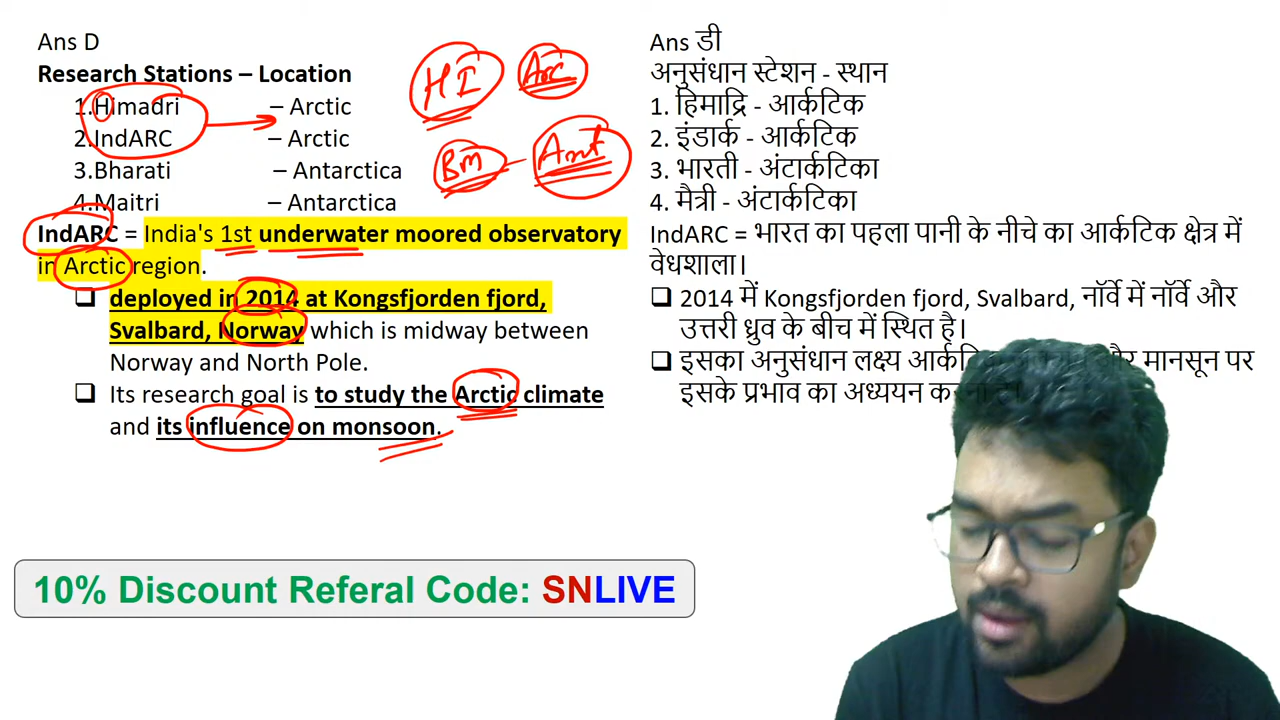 Ans D
Research Stations – Location
1.Himadri – Arctic
2.IndARC – Arctic
3.Bharati – Antarctica
4.Maitri – Antarctica
IndARC = India's 1st underwater moored observatory
in Arctic region.
❑ deployed in 2014 at Kongsfjorden fjord,
Svalbard, Norway which is midway between
Norway and North Pole.
❑ Its research goal is to study the Arctic climate
and its influence on monsoon.
HI Arc
BM – Ant
Ans डी
अनुसंधान स्टेशन - स्थान
1. हिमाद्रि - आर्कटिक
2. इंडार्क - आर्कटिक
3. भारती - अंटार्कटिका
4. मैत्री - अंटार्कटिका
IndARC = भारत का पहला पानी के नीचे का आर्कटिक क्षेत्र में
वेधशाला।
❑ 2014 में Kongsfjorden fjord, Svalbard, नॉर्वे में नॉर्वे और
उत्तरी ध्रुव के बीच में स्थित है।
❑ इसका अनुसंधान लक्ष्य और मानसून पर
इसके प्रभाव का अध्ययन
10% Discount Referal Code: SNLIVE